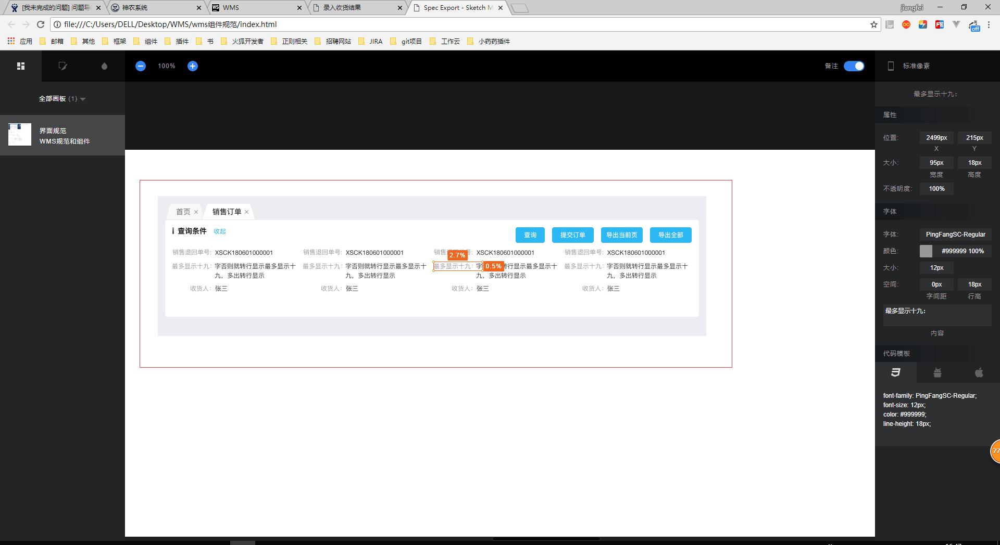 [我未完成的问题] 问题导
神农系统
WMS
录入收货结果
Spec Export - Sketch M
jiangfei
file:///C:/Users/DELL/Desktop/WMS/wms组件规范/index.html
应用
邮箱
其他
框架
组件
插件
书
火狐开发者
正则相关
招聘网站
JIRA
git项目
工作云
小药药插件
off
100%
备注
标准像素
全部画板 (1)
界面规范
WMS规范和组件
首页
销售订单
查询条件 收起
查询
提交订单
导出当前页
导出全部
销售退回单号: XSCK180601000001
销售退回单号: XSCK180601000001
XSCK180601000001
销售退回单号: XSCK180601000001
2.7%
最多显示十九: 字否则就转行显示最多显示十
九，多出转行显示
最多显示十九: 字否则就转行显示最多显示十
九，多出转行显示
最多显示十九:
0.5%
转行显示最多显示十
九，多出转行显示
最多显示十九: 字否则就转行显示最多显示十
九，多出转行显示
收货人: 张三
收货人: 张三
收货人: 张三
收货人: 张三
最多显示十九:
属性
位置: 2499px 215px
X Y
大小: 95px 18px
宽度 高度
不透明度: 100%
字体
字体: PingFangSC-Regular
颜色: #999999 100%
大小: 12px
空间: 0px 18px
字间距 行高
最多显示十九:
内容
代码模板
font-family: PingFangSC-Regular;
font-size: 12px;
color: #999999;
line-height: 18px;
77